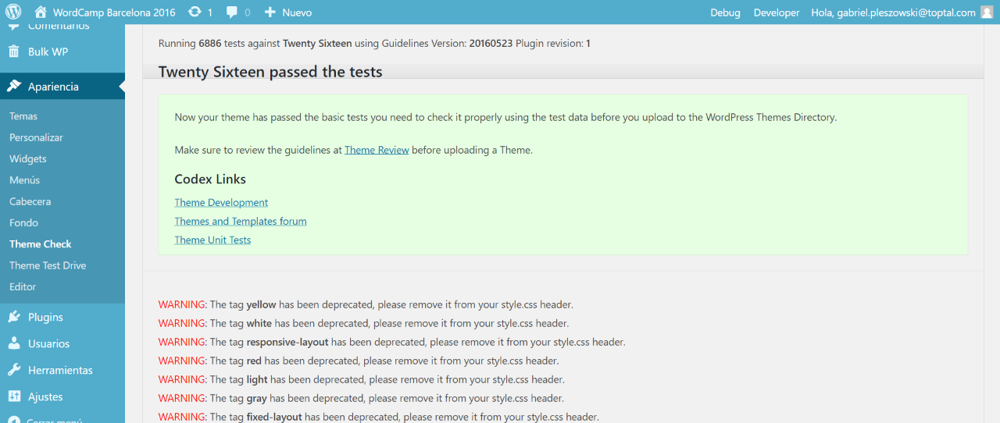 WordCamp Barcelona 2016 1 0 + Nuevo Debug Developer Hola, gabriel.pleszowski@toptal.com
Comentarios
Bulk WP
Apariencia
Temas
Personalizar
Widgets
Menús
Cabecera
Fondo
Theme Check
Theme Test Drive
Editor
Plugins
Usuarios
Herramientas
Ajustes
Cerrar menú
Running 6886 tests against Twenty Sixteen using Guidelines Version: 20160523 Plugin revision: 1
Twenty Sixteen passed the tests
Now your theme has passed the basic tests you need to check it properly using the test data before you upload to the WordPress Themes Directory.
Make sure to review the guidelines at Theme Review before uploading a Theme.
Codex Links
Theme Development
Themes and Templates forum
Theme Unit Tests
WARNING: The tag yellow has been deprecated, please remove it from your style.css header.
WARNING: The tag white has been deprecated, please remove it from your style.css header.
WARNING: The tag responsive-layout has been deprecated, please remove it from your style.css header.
WARNING: The tag red has been deprecated, please remove it from your style.css header.
WARNING: The tag light has been deprecated, please remove it from your style.css header.
WARNING: The tag gray has been deprecated, please remove it from your style.css header.
WARNING: The tag fixed-layout has been deprecated, please remove it from your style.css header.